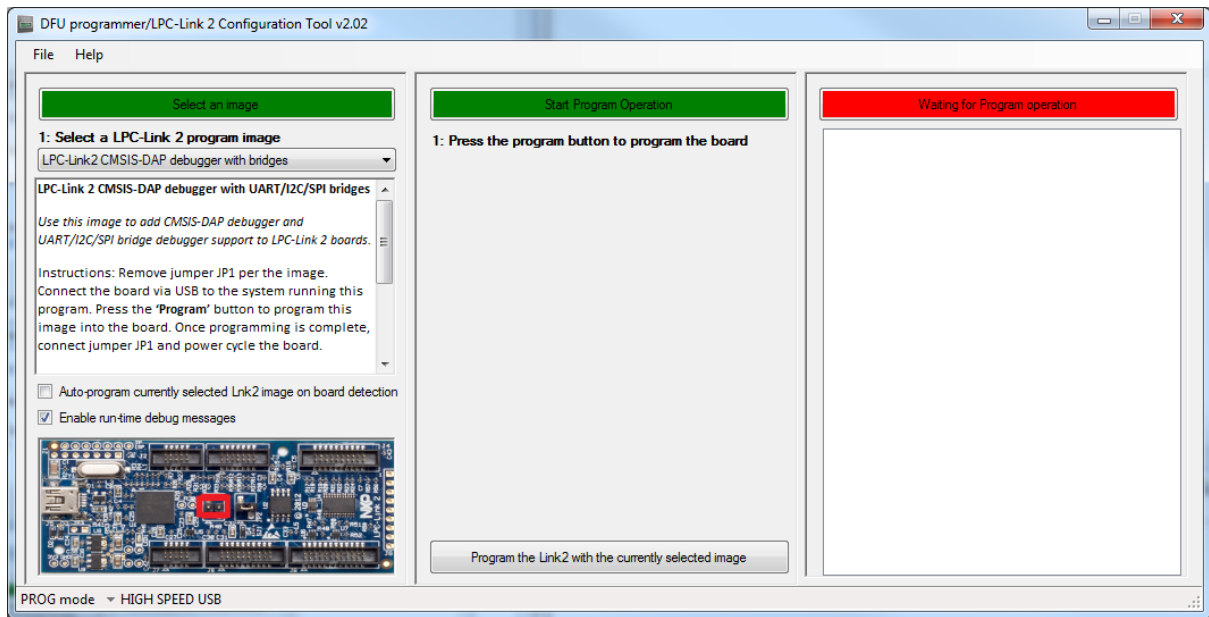 DFU programmer/LPC-Link 2 Configuration Tool v2.02
File Help
Select an image
1: Select a LPC-Link 2 program image
LPC-Link2 CMSIS-DAP debugger with bridges
LPC-Link 2 CMSIS-DAP debugger with UART/I2C/SPI bridges
Use this image to add CMSIS-DAP debugger and
UART/I2C/SPI bridge debugger support to LPC-Link 2 boards.
Instructions: Remove jumper JP1 per the image.
Connect the board via USB to the system running this
program. Press the ‘Program’ button to program this
image into the board. Once programming is complete,
connect jumper JP1 and power cycle the board.
Auto-program currently selected Lnk2 image on board detection
Enable run-time debug messages
© 2012
NXP
LPC-Link
Start Program Operation
1: Press the program button to program the board
Program the Link2 with the currently selected image
Waiting for Program operation
PROG mode HIGH SPEED USB